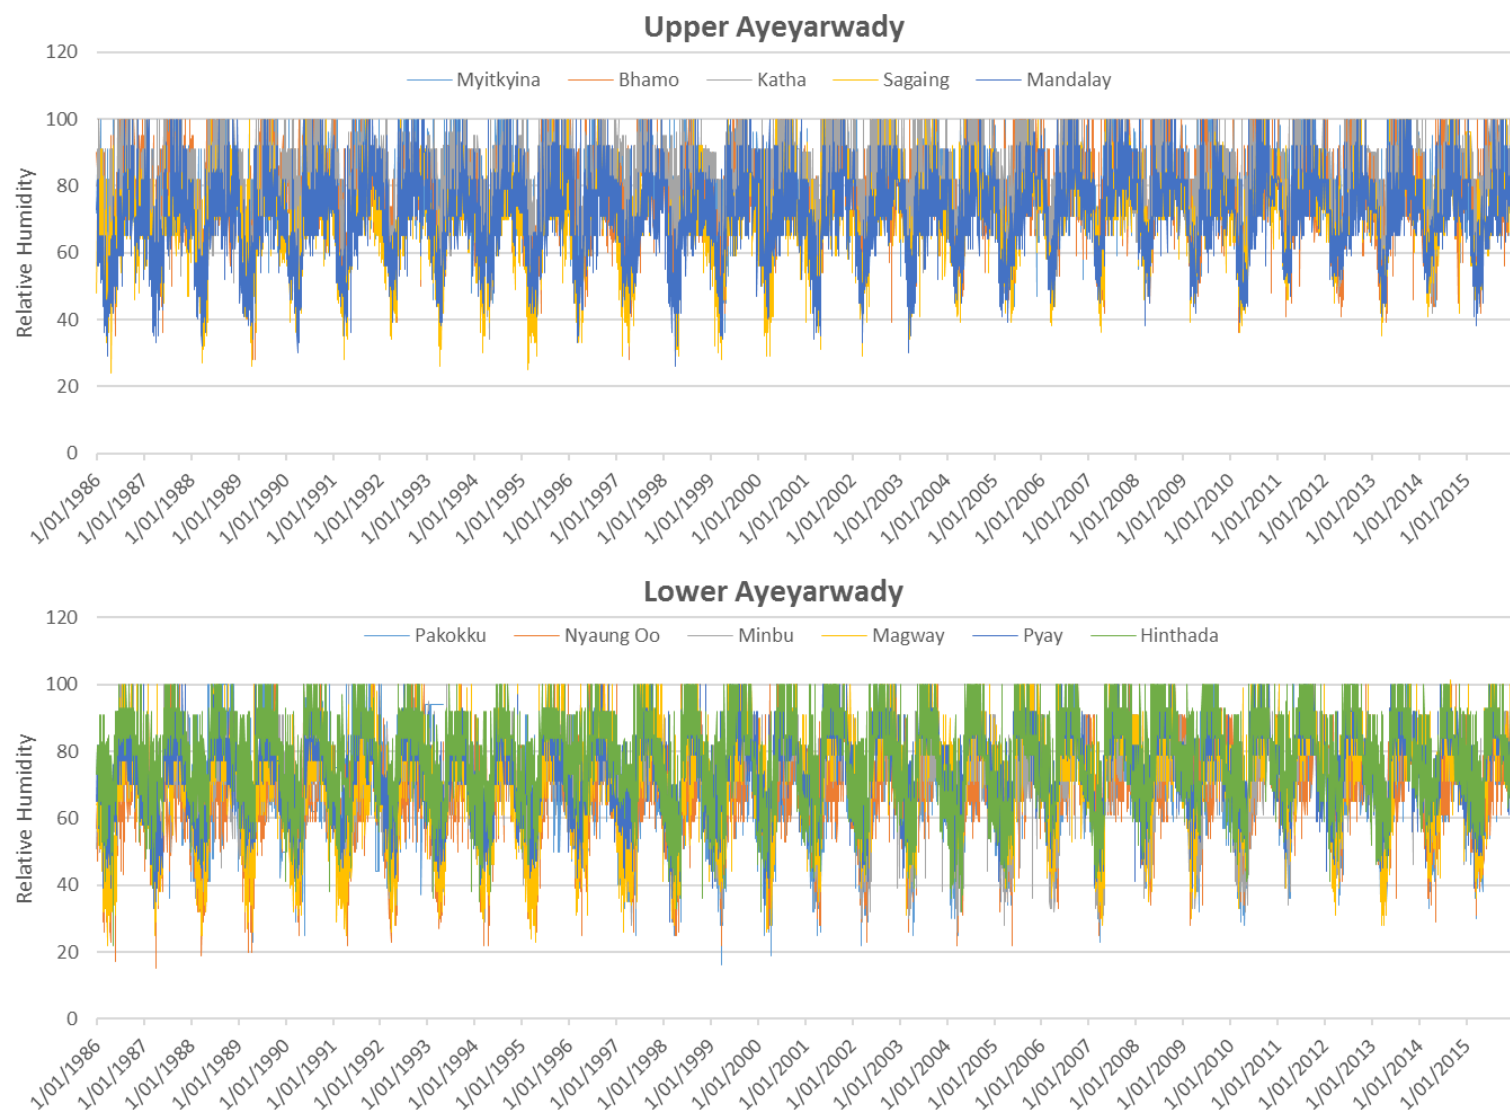 Upper Ayeyarwady
120
Myitkyina Bhamo Katha Sagaing Mandalay
100
80
60
40
20
0
Relative Humidity
1/01/1986 1/01/1987 1/01/1988 1/01/1989 1/01/1990 1/01/1991 1/01/1992 1/01/1993 1/01/1994 1/01/1995 1/01/1996 1/01/1997 1/01/1998 1/01/1999 1/01/2000 1/01/2001 1/01/2002 1/01/2003 1/01/2004 1/01/2005 1/01/2006 1/01/2007 1/01/2008 1/01/2009 1/01/2010 1/01/2011 1/01/2012 1/01/2013 1/01/2014 1/01/2015
Lower Ayeyarwady
120
Pakokku Nyaung Oo Minbu Magway Pyay Hinthada
100
80
60
40
20
0
Relative Humidity
1/01/1986 1/01/1987 1/01/1988 1/01/1989 1/01/1990 1/01/1991 1/01/1992 1/01/1993 1/01/1994 1/01/1995 1/01/1996 1/01/1997 1/01/1998 1/01/1999 1/01/2000 1/01/2001 1/01/2002 1/01/2003 1/01/2004 1/01/2005 1/01/2006 1/01/2007 1/01/2008 1/01/2009 1/01/2010 1/01/2011 1/01/2012 1/01/2013 1/01/2014 1/01/2015